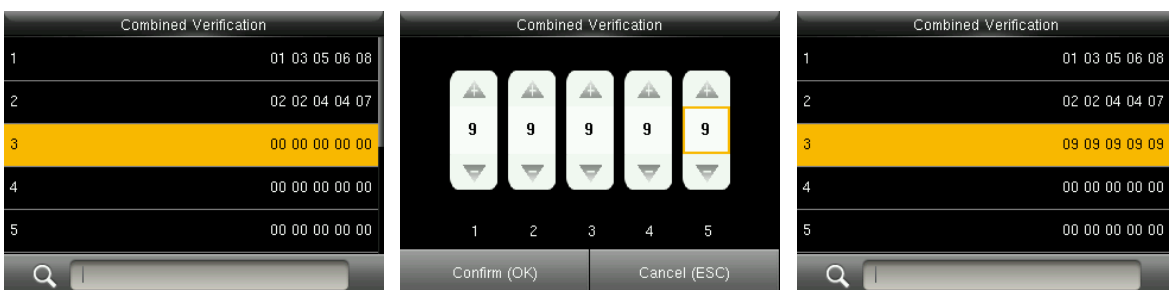 Combined Verification
1 01 03 05 06 08
2 02 02 04 04 07
3 00 00 00 00 00
4 00 00 00 00 00
5 00 00 00 00 00
Combined Verification
9 9 9 9 9
1 2 3 4 5
Confirm (OK) Cancel (ESC)
Combined Verification
1 01 03 05 06 08
2 02 02 04 04 07
3 09 09 09 09 09
4 00 00 00 00 00
5 00 00 00 00 00